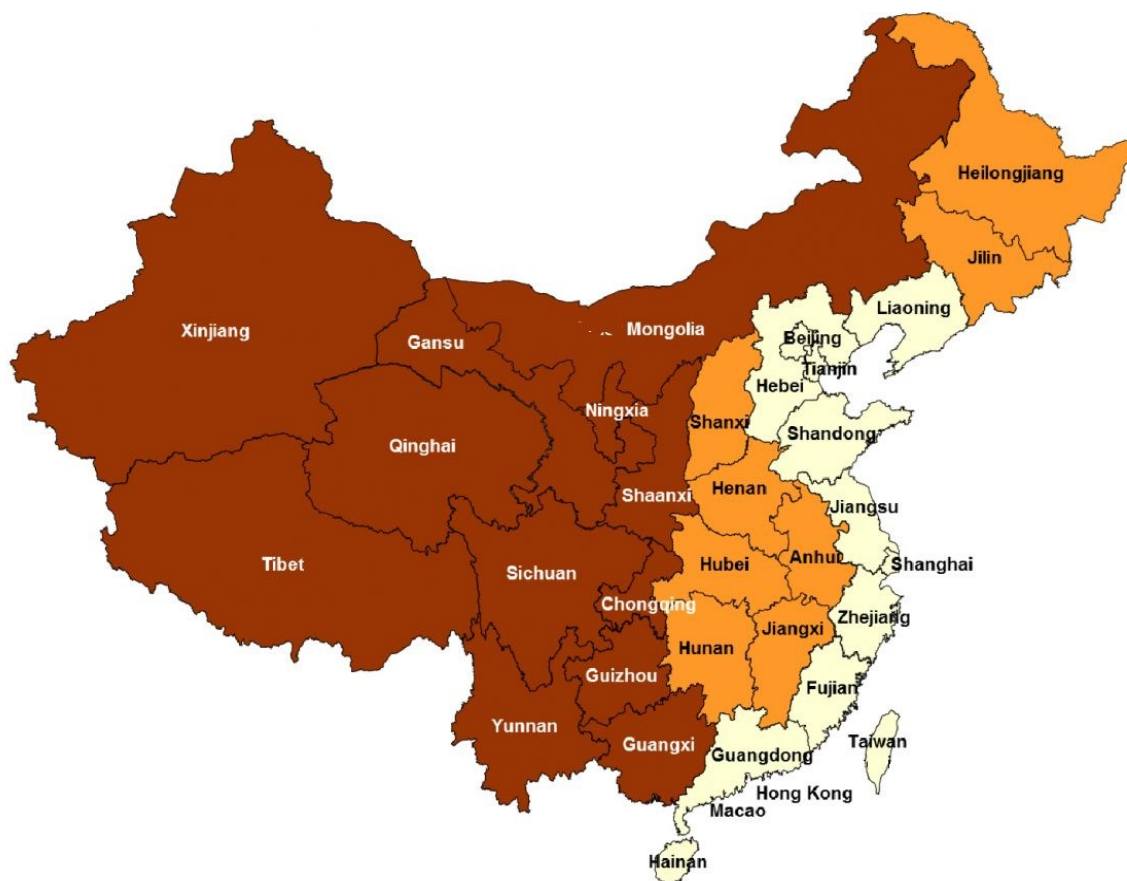 Heilongjiang
Jilin
Liaoning
Xinjiang
Gansu
Mongolia
Beijing
Tianjin
Hebei
Ningxia
Shanxi
Shandong
Qinghai
Shaanxi
Henan
Jiangsu
Tibet
Sichuan
Hubei
Anhui
Shanghai
Chongqing
Zhejiang
Hunan
Jiangxi
Guizhou
Fujian
Yunnan
Guangxi
Guangdong
Taiwan
Hong Kong
Macao
Hainan